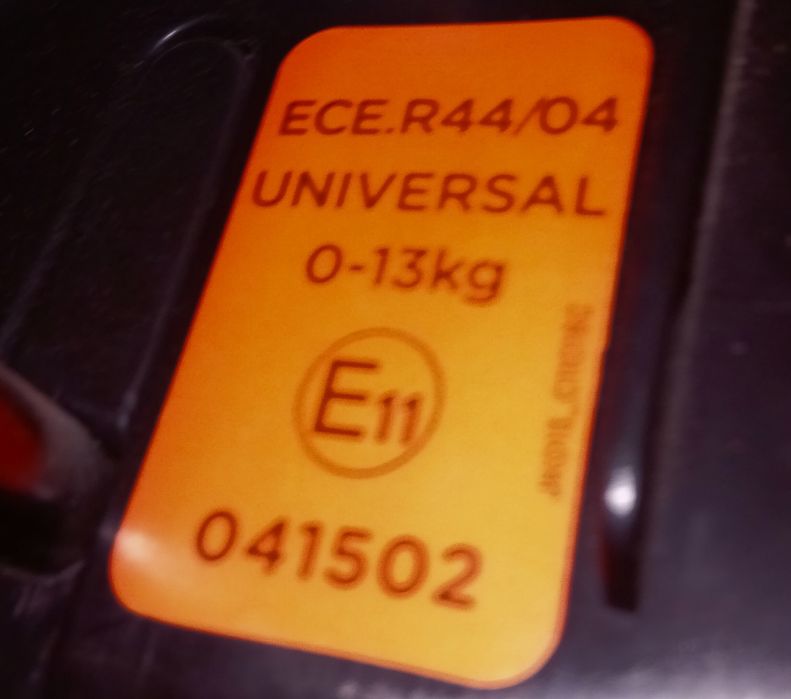 ECE.R44/04
UNIVERSAL
0-13kg
E11
041502